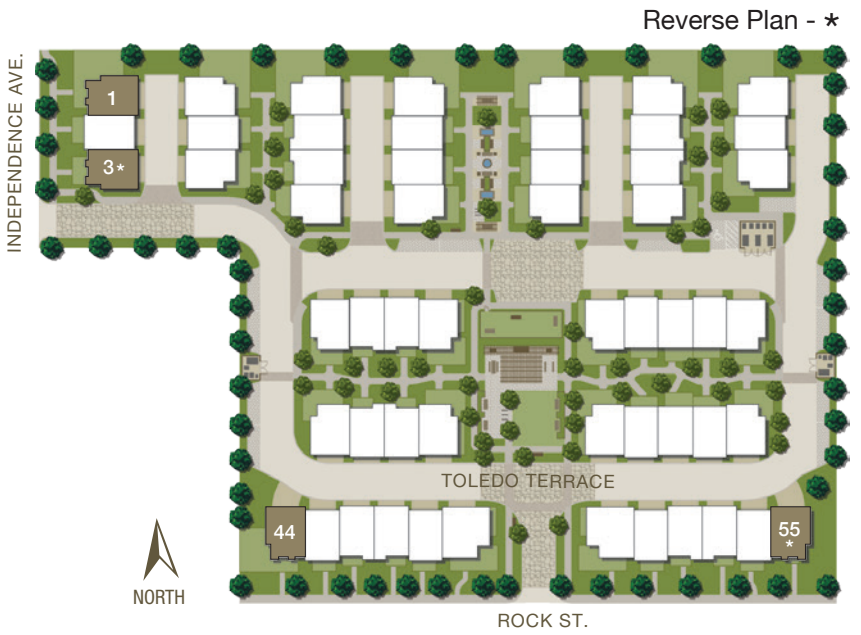 Reverse Plan - *
INDEPENDENCE AVE.
1
3*
TOLEDO TERRACE
44
55
*
NORTH
ROCK ST.